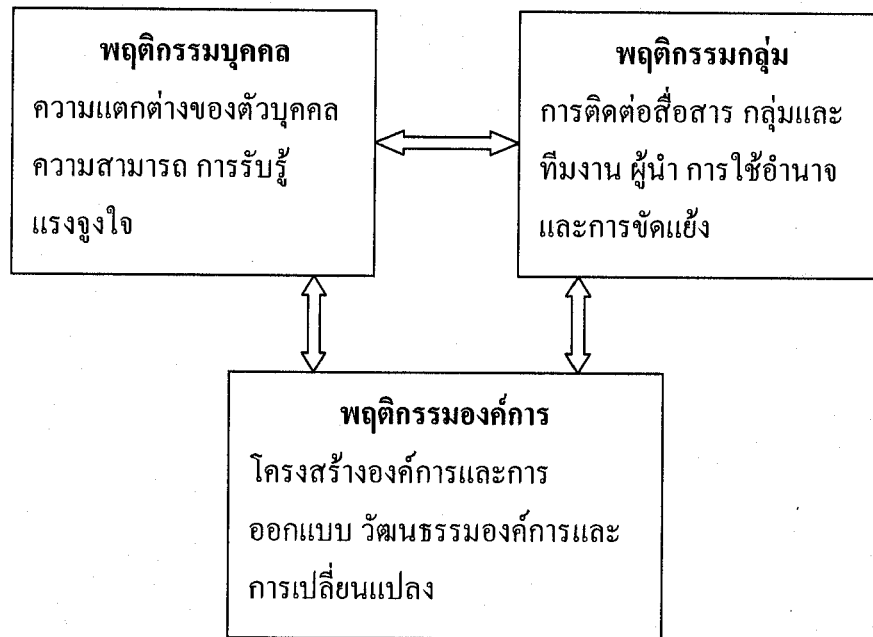 พฤติกรรมบุคคล
ความแตกต่างของตัวบุคคล
ความสามารถ การรับรู้
แรงจูงใจ
พฤติกรรมกลุ่ม
การติดต่อสื่อสาร กลุ่มและ
ทีมงาน ผู้นำ การใช้อำนาจ
และการขัดแย้ง
พฤติกรรมองค์การ
โครงสร้างองค์การและการ
ออกแบบ วัฒนธรรมองค์การและ
การเปลี่ยนแปลง